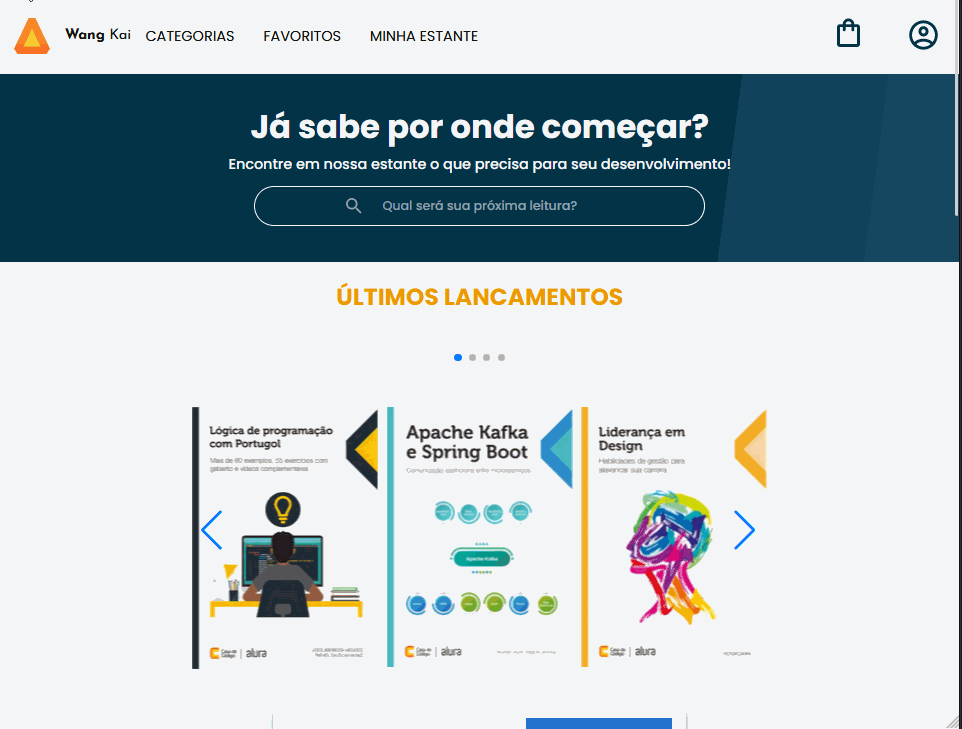 Wang Kai CATEGORIAS FAVORITOS MINHA ESTANTE
Já sabe por onde começar?
Encontre em nossa estante o que precisa para seu desenvolvimento!
Qual será sua próxima leitura?
ÚLTIMOS LANCAMENTOS
Lógica de programação
com Portugol
Mais de 80 exemplos, 55 exercícios com
gabarito e vídeos complementares
Casa do
Código
alura
Apache Kafka
e Spring Boot
Comunicação assíncrona entre microsserviços
Apache Kafka
Casa do
Código
alura
Liderança em
Design
Habilidades de gestão para
alavancar sua carreira
Casa do
Código
alura